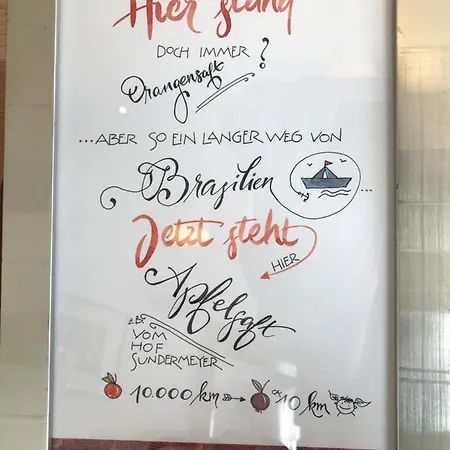 Hier stand
DOCH IMMER ?
Orangensaft
...ABER SO EIN LANGER WEG VON
Brasilien ...
Jetzt steht
HIER
Apfelsaft
z.B.
VOM
HOF
SUNDERMEYER
10.000 km → ca 10 km